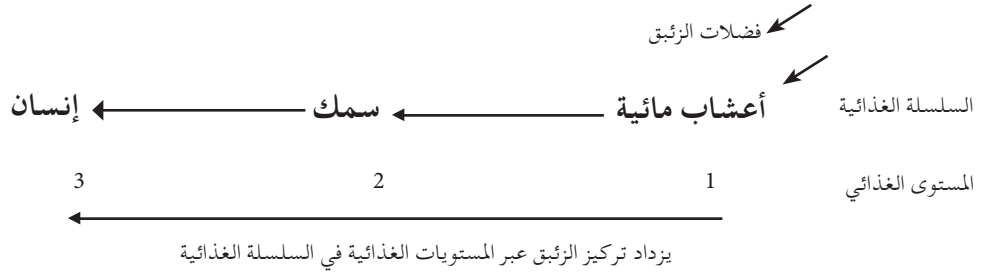 فضلات الزئبق
السلسلة الغذائية أعشاب مائية سمك إنسان
المستوى الغذائي 1 2 3
يزداد تركيز الزئبق عبر المستويات الغذائية في السلسلة الغذائية